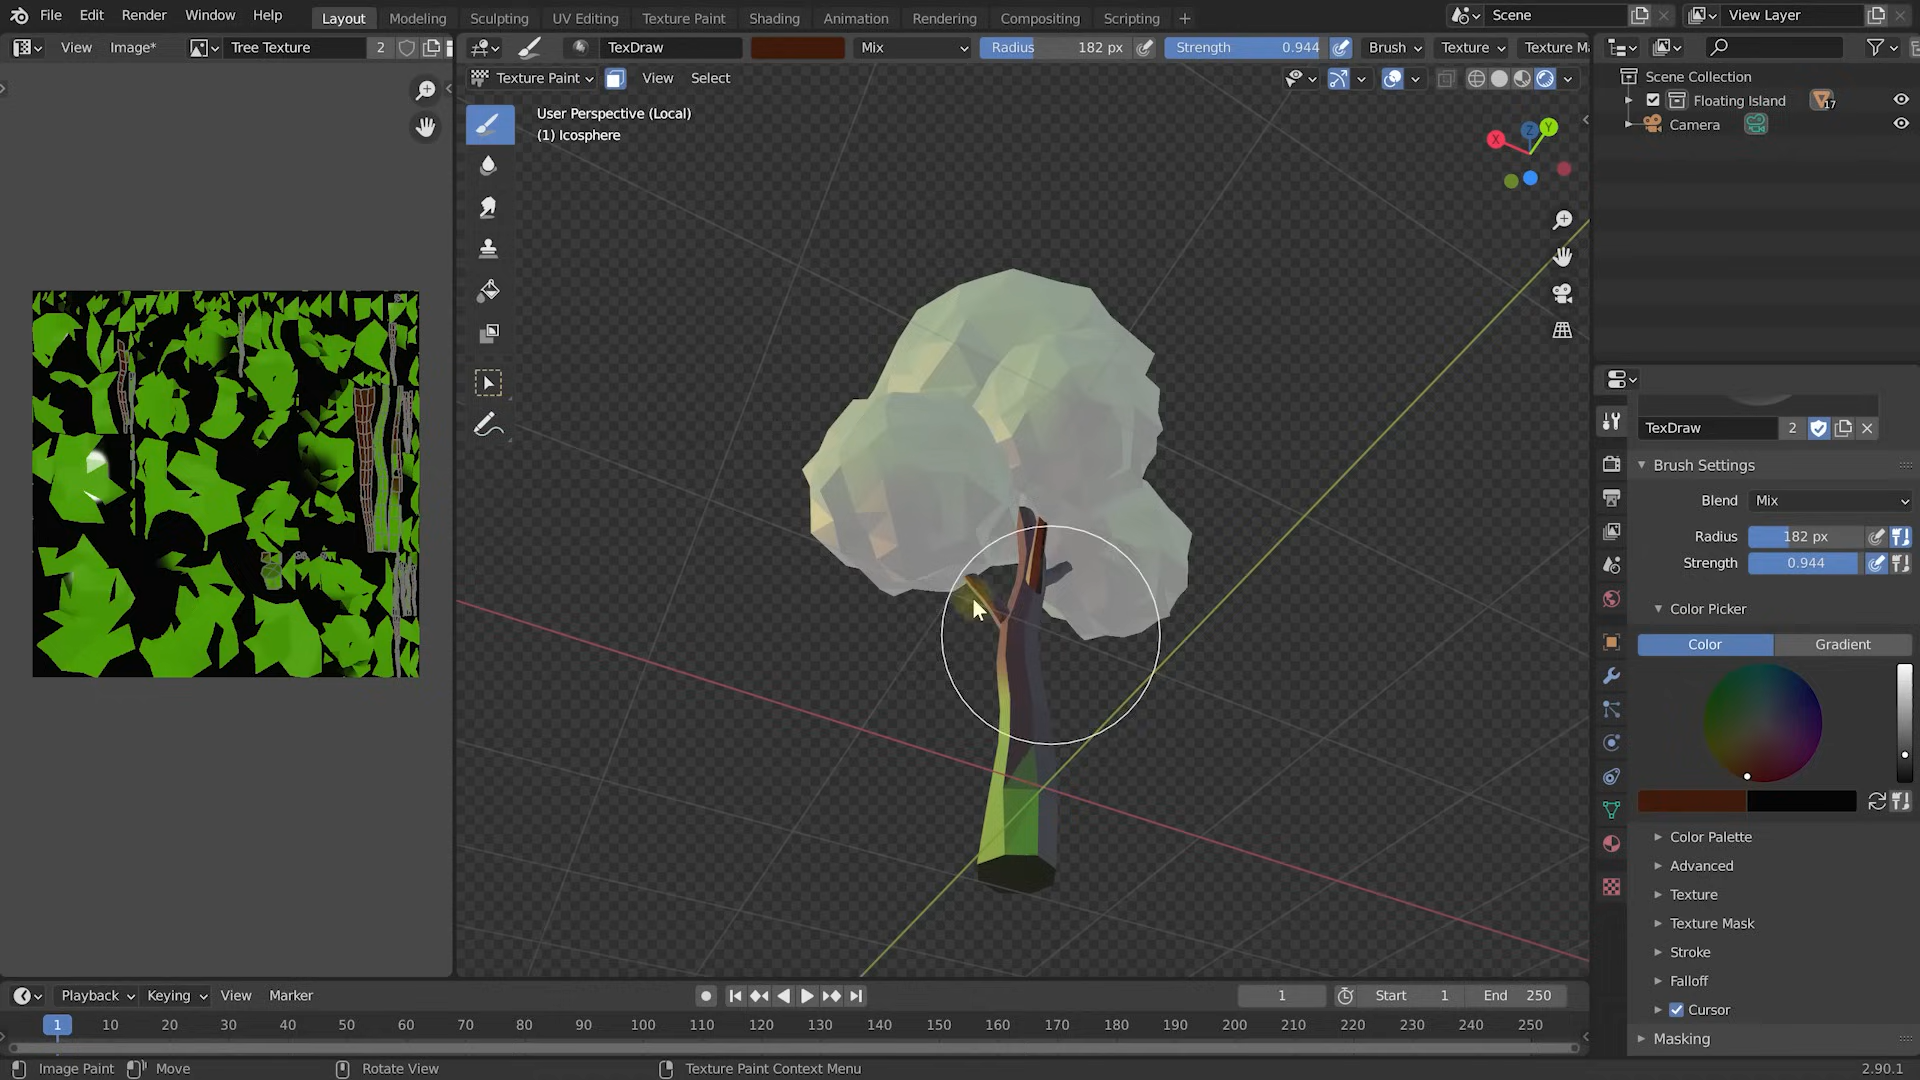 File Edit Render Window Help Layout Modeling Sculpting UV Editing Texture Paint Shading Animation Rendering Compositing Scripting + Scene View Layer
View Image* Tree Texture 2 TexDraw Mix Radius 182 px Strength 0.944 Brush Texture Texture M
Texture Paint View Select
User Perspective (Local)
(1) Icosphere
X Y Z
Scene Collection
Floating Island 17
Camera
TexDraw 2
Brush Settings
Blend Mix
Radius 182 px
Strength 0.944
Color Picker
Color Gradient
Color Palette
Advanced
Texture
Texture Mask
Stroke
Falloff
Cursor
Masking
Playback Keying View Marker 1 Start 1 End 250
1 10 20 30 40 50 60 70 80 90 100 110 120 130 140 150 160 170 180 190 200 210 220 230 240 250
Image Paint Move Rotate View Texture Paint Context Menu 2.90.1